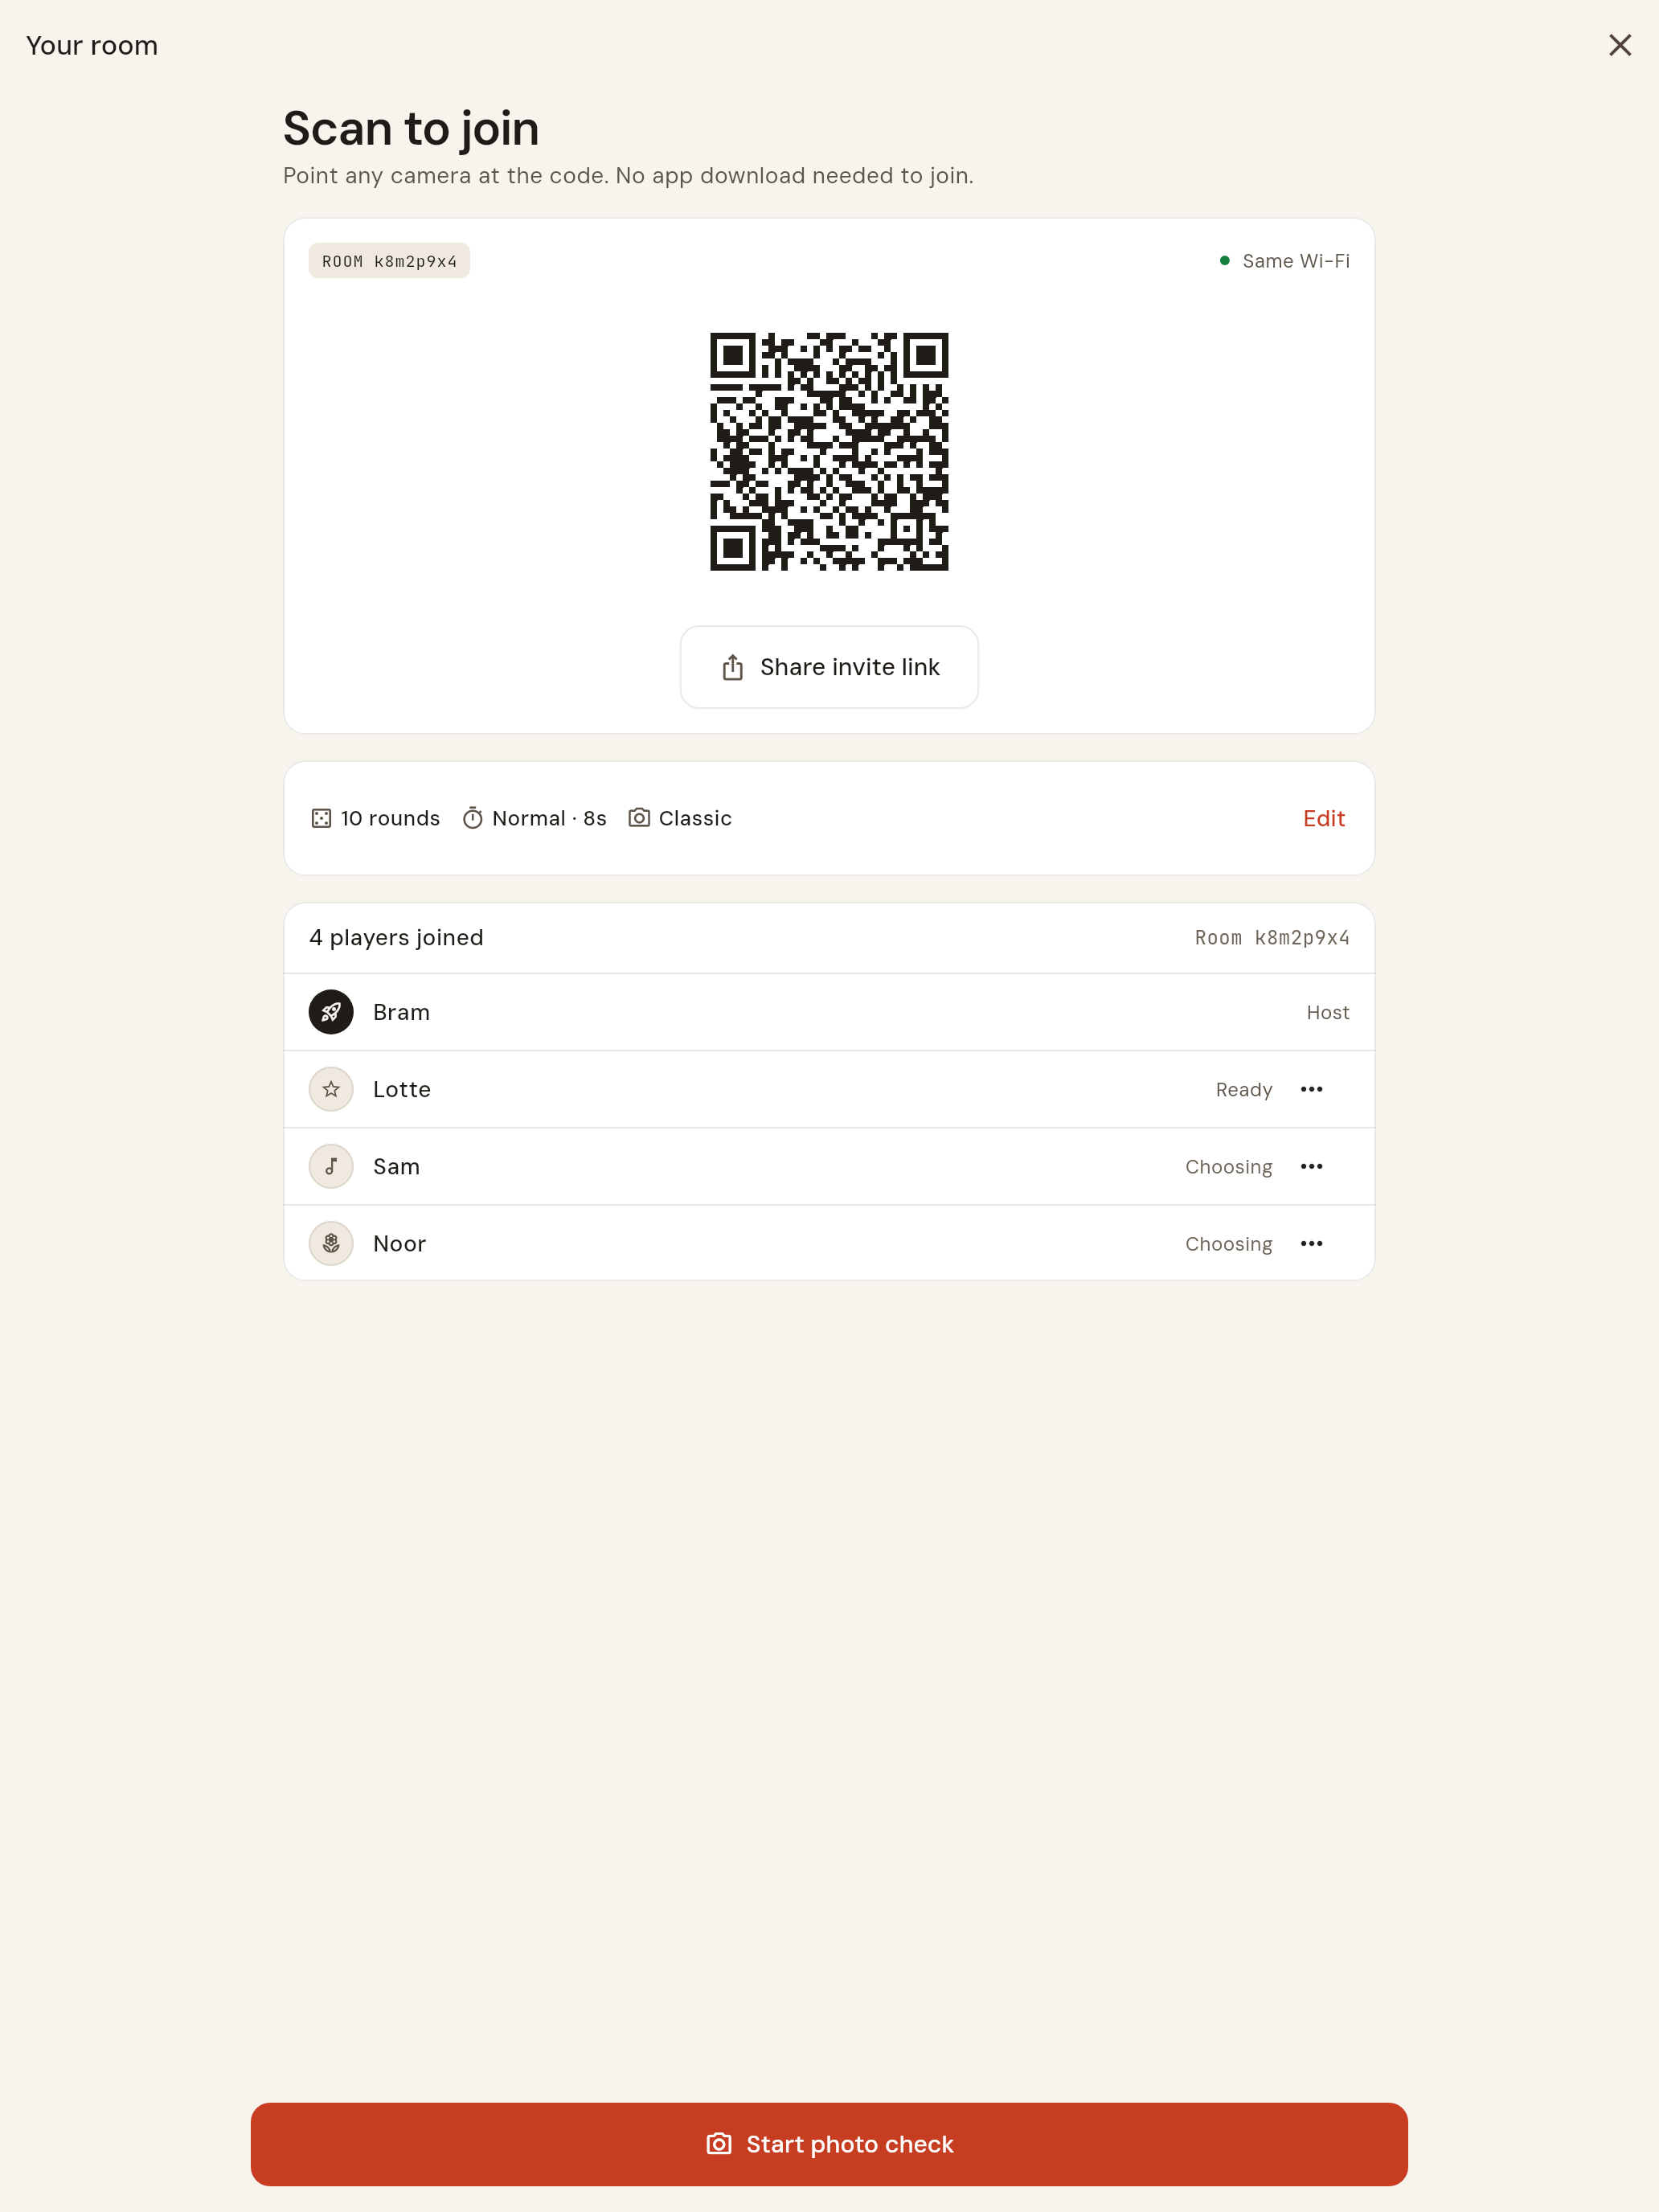 Your room
Scan to join
Point any camera at the code. No app download needed to join.
ROOM k8m2p9x4
Same Wi-Fi
Share invite link
10 rounds Normal · 8s Classic
Edit
4 players joined
Room k8m2p9x4
Bram
Host
Lotte
Ready
Sam
Choosing
Noor
Choosing
Start photo check